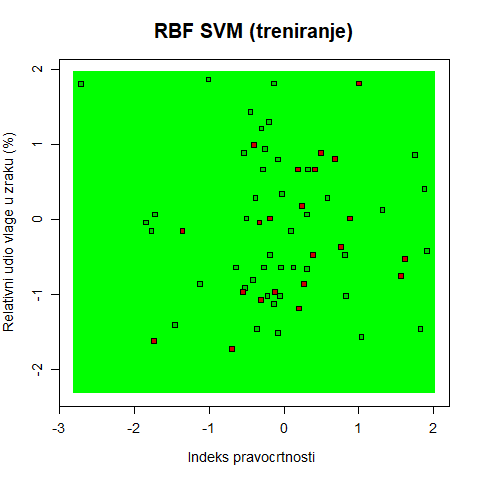 RBF SVM (treniranje)
Relativni udio vlage u zraku (%)
2
1
0
-1
-2
-3 -2 -1 0 1 2
Indeks pravocrtnosti